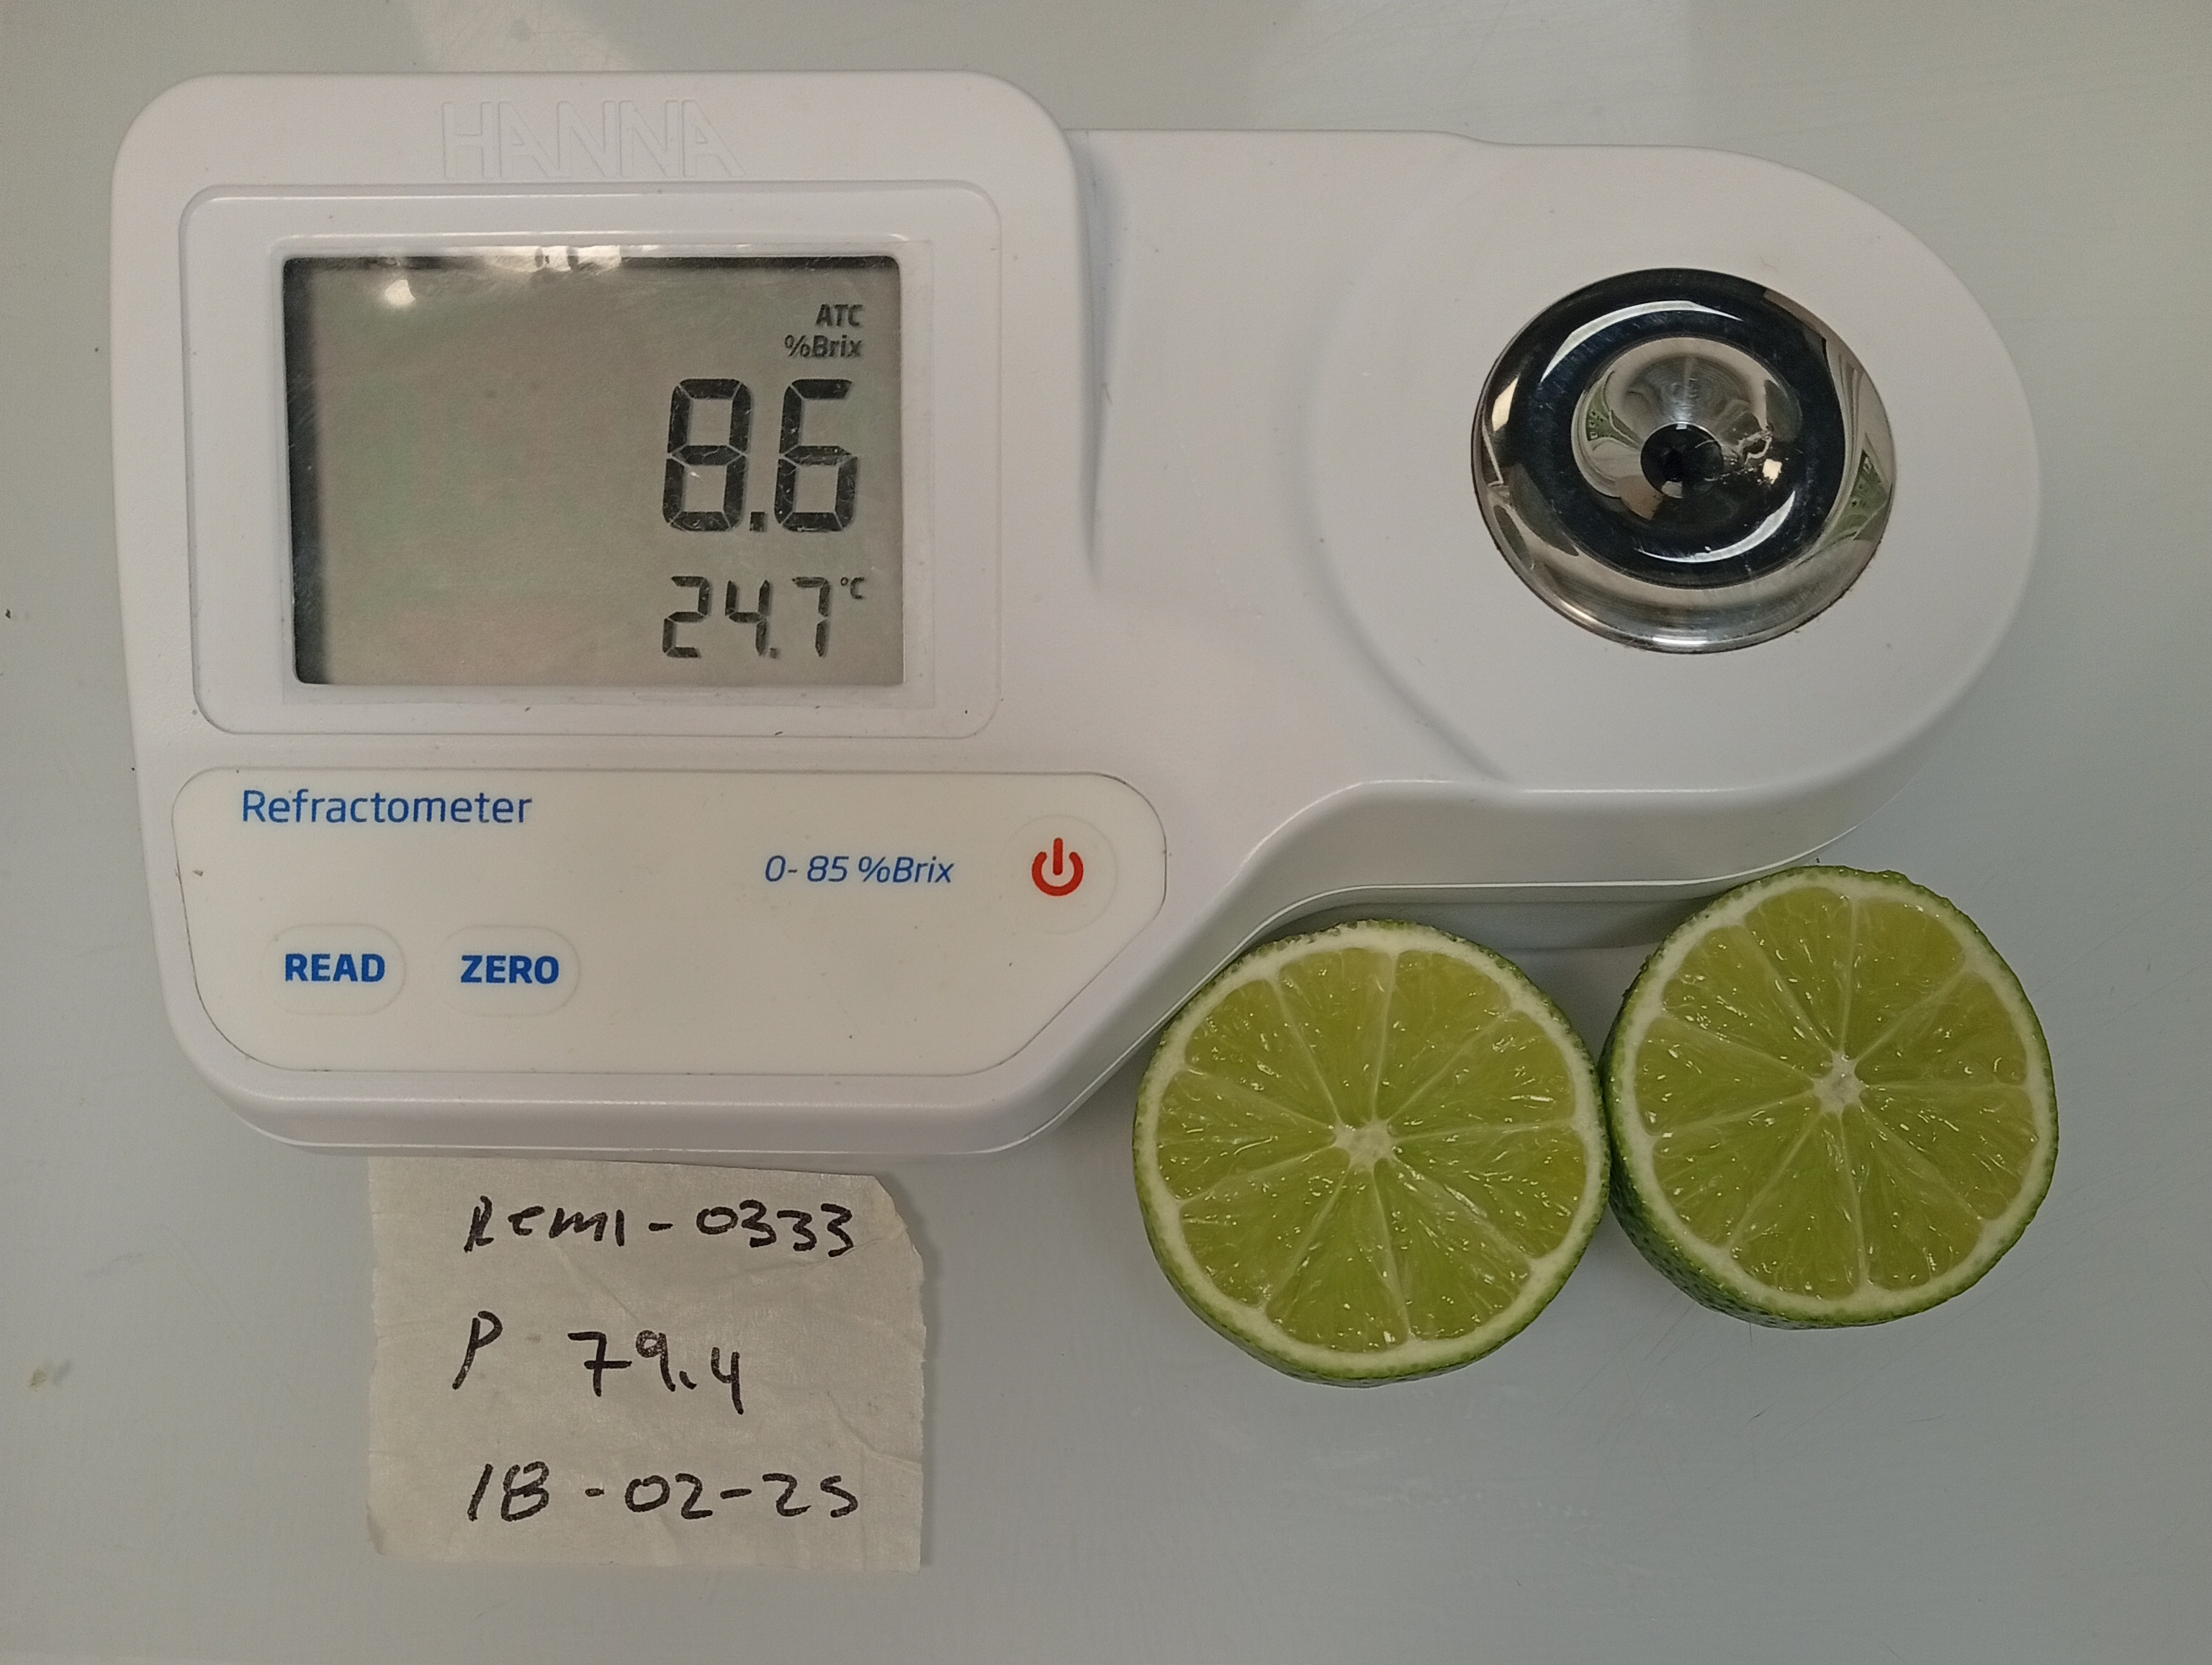 HANNA
ATC
%Brix
8.6
24.7 °C
Refractometer
0-85 %Brix
READ ZERO
Remi-0333
P 79.4
18-02-25